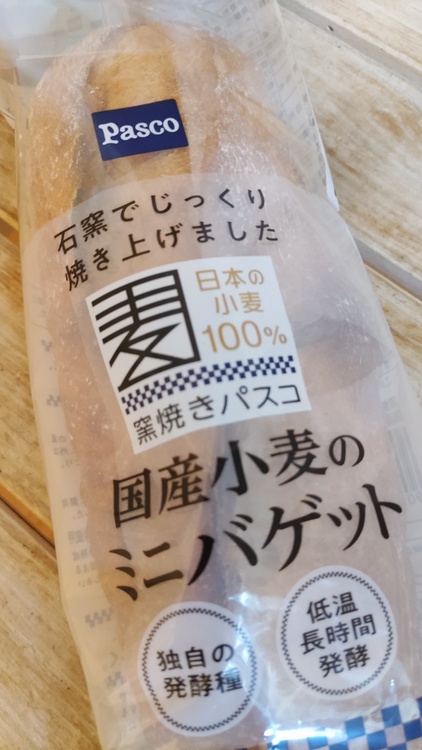 Pasco
石窯でじっくり
焼き上げました
麦
日本の
小麦
100%
窯焼きパスコ
国産小麦の
ミニバゲット
独自の
発酵種
低温
長時間
発酵